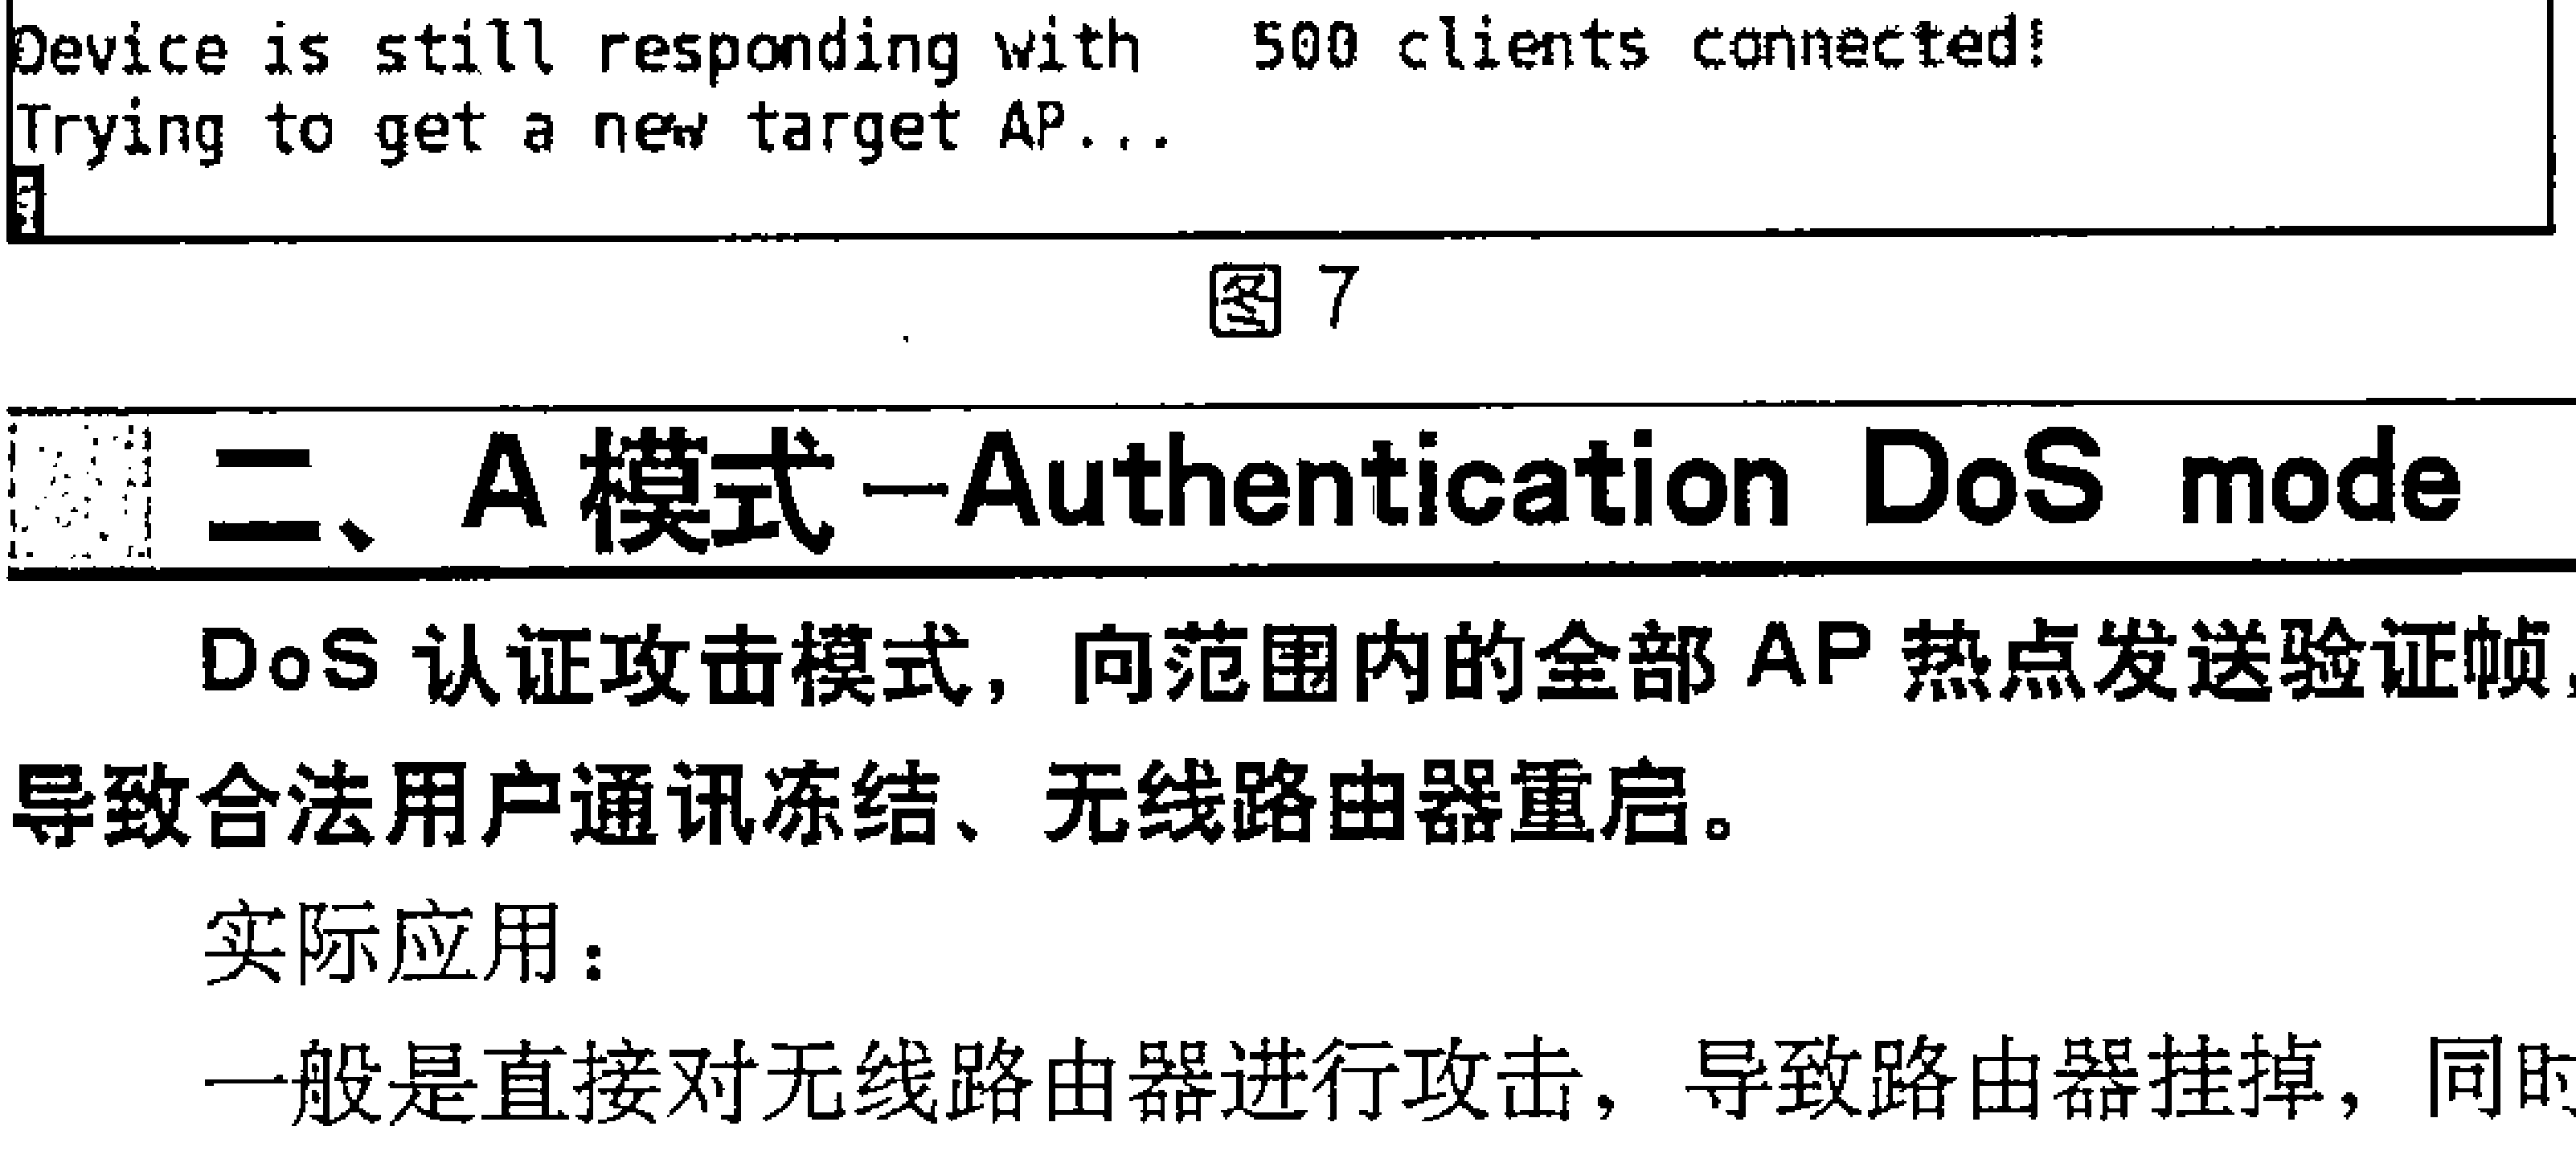 Device is still responding with   500 clients connected!
Trying to get a new target AP...
图 7
二、A 模式 —Authentication DoS mode
DoS 认证攻击模式，向范围内的全部 AP 热点发送验证帧，
导致合法用户通讯冻结、无线路由器重启。
实际应用：
一般是直接对无线路由器进行攻击，导致路由器挂掉，同时